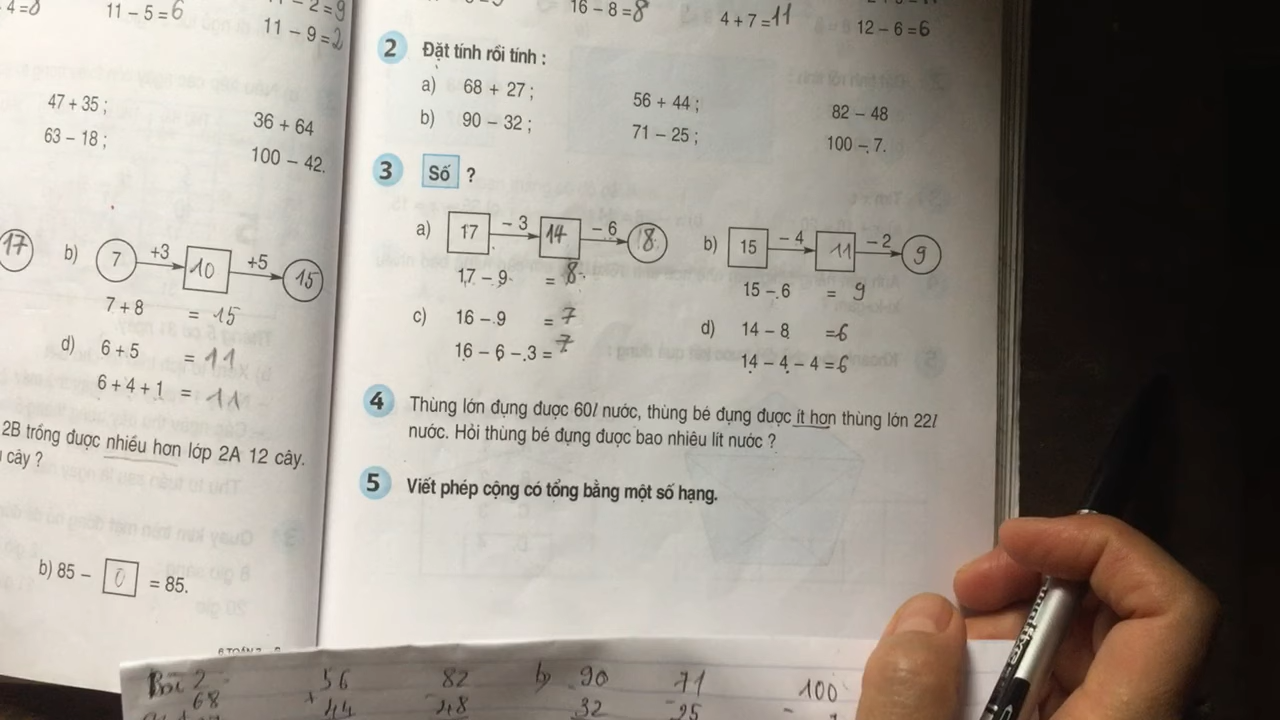 4 = 8
11 – 5 = 6
– 2 = 9
11 – 9 = 2
47 + 35 ;
36 + 64
63 – 18 ;
100 – 42.
17
b) 7 +3 10 +5 15
7 + 8 = 15
d) 6 + 5 = 11
6 + 4 + 1 = 11
2B trồng được nhiều hơn lớp 2A 12 cây.
cây ?
b) 85 – 0 = 85.
16 – 8 = 8
4 + 7 = 11
12 – 6 = 6
2 Đặt tính rồi tính :
a) 68 + 27 ; 56 + 44 ; 82 – 48
b) 90 – 32 ; 71 – 25 ; 100 – 7.
3 Số ?
a) 17 – 3 14 – 6 8
17 – 9 = 8
b) 15 – 4 11 – 2 9
15 – 6 = 9
c) 16 – 9 = 7
16 – 6 – 3 = 7
d) 14 – 8 = 6
14 – 4 – 4 = 6
4 Thùng lớn đựng được 60l nước, thùng bé đựng được ít hơn thùng lớn 22l
nước. Hỏi thùng bé đựng được bao nhiêu lít nước ?
5 Viết phép cộng có tổng bằng một số hạng.
Bài 2 56 82 b) 90 71 100
68 + 44 - 48 32 - 25 -